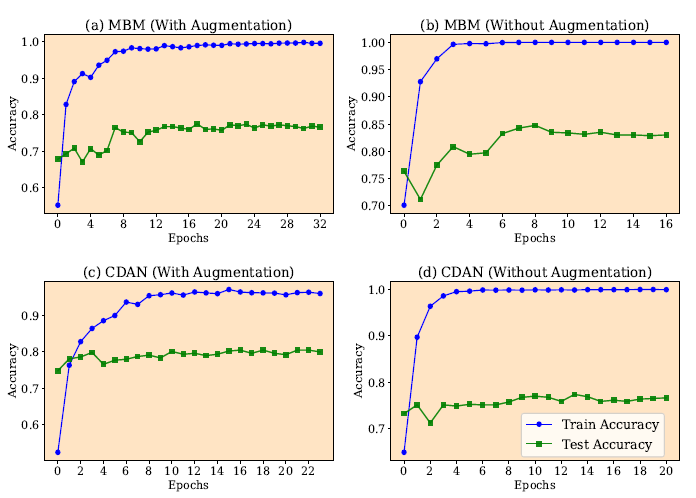 (a) MBM (With Augmentation)
1.0
0.9
0.8
0.7
0.6
Accuracy
0 4 8 12 16 20 24 28 32
Epochs
(b) MBM (Without Augmentation)
1.00
0.95
0.90
0.85
0.80
0.75
0.70
Accuracy
0 2 4 6 8 10 12 14 16
Epochs
(c) CDAN (With Augmentation)
0.9
0.8
0.7
0.6
Accuracy
0 2 4 6 8 10 12 14 16 18 20 22
Epochs
(d) CDAN (Without Augmentation)
1.0
0.9
0.8
0.7
Accuracy
Train Accuracy
Test Accuracy
0 2 4 6 8 10 12 14 16 18 20
Epochs